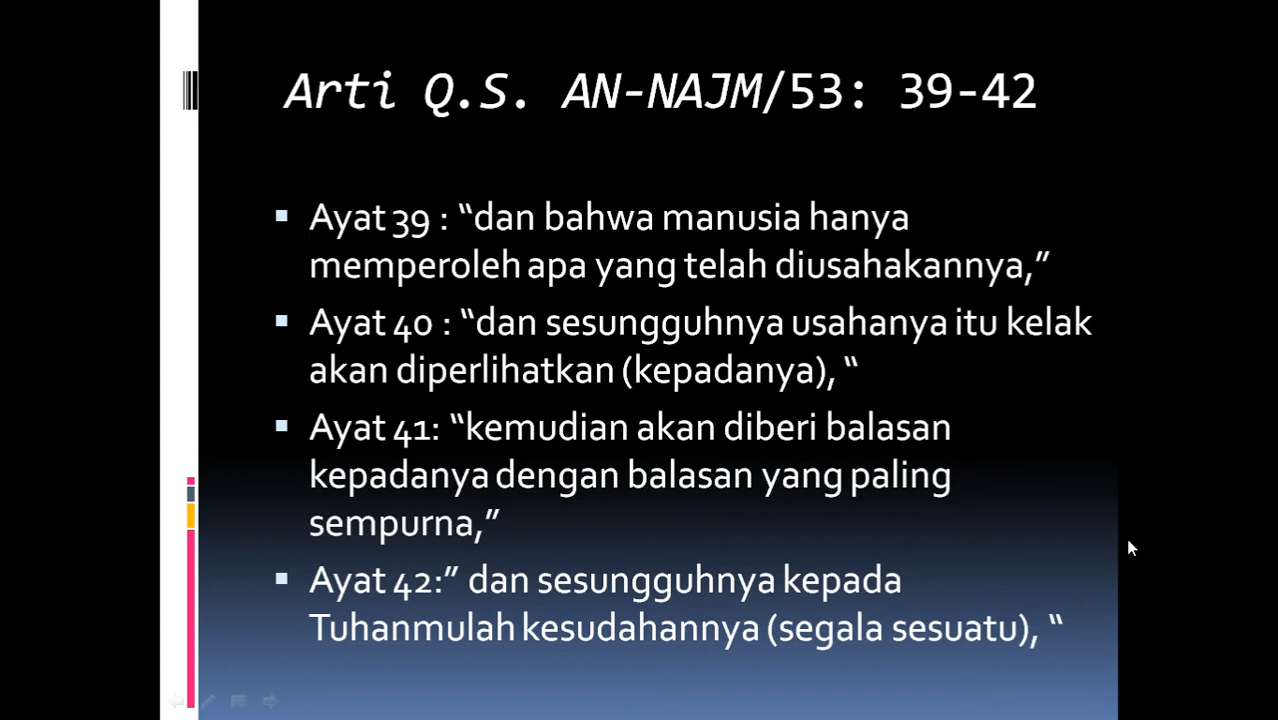 Arti Q.S. AN-NAJM/53: 39-42
Ayat 39 : “dan bahwa manusia hanya
memperoleh apa yang telah diusahakannya,”
Ayat 40 : “dan sesungguhnya usahanya itu kelak
akan diperlihatkan (kepadanya), “
Ayat 41: “kemudian akan diberi balasan
kepadanya dengan balasan yang paling
sempurna,”
Ayat 42:” dan sesungguhnya kepada
Tuhanmulah kesudahannya (segala sesuatu), “